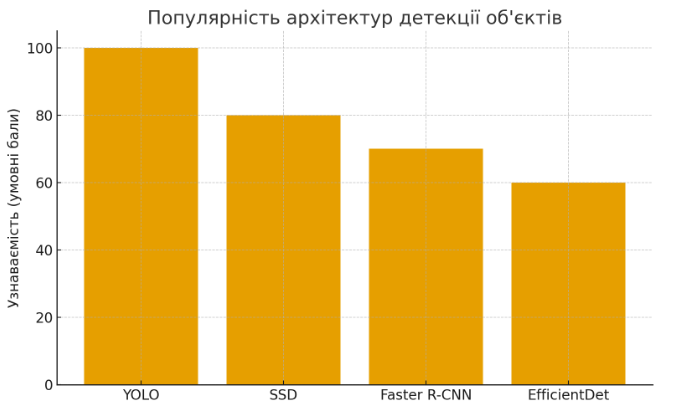 Популярність архітектур детекції об'єктів
Узнаваємість (умовні бали)
100
80
60
40
20
0
YOLO SSD Faster R-CNN EfficientDet